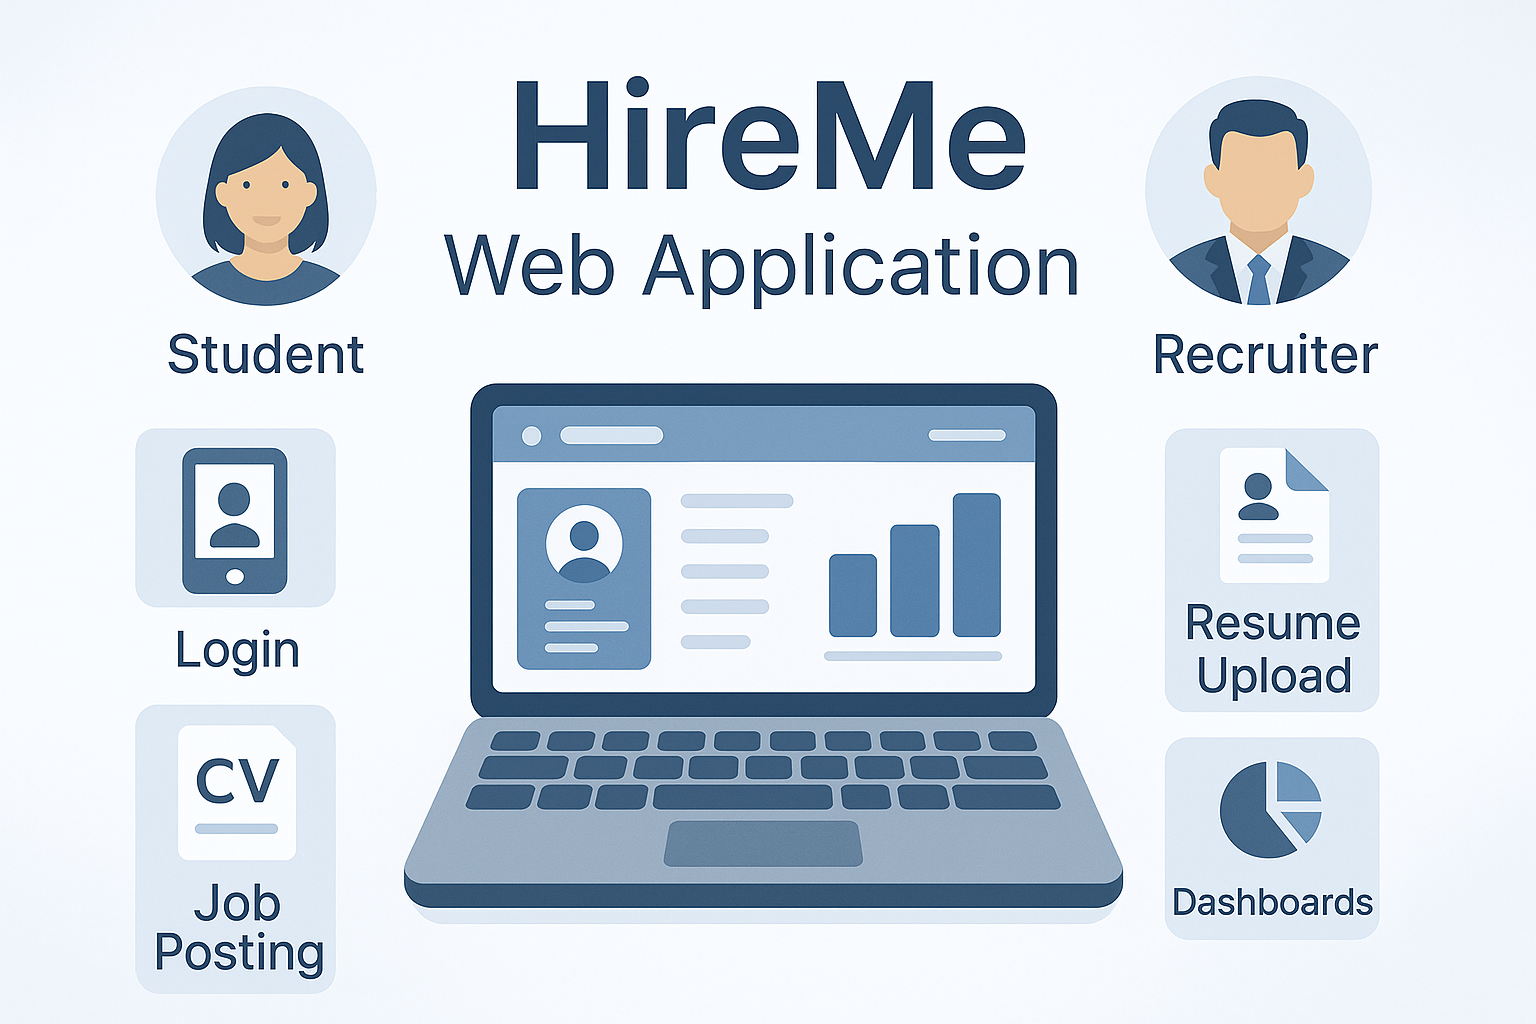 HireMe
Web Application
Student
Recruiter
Login
Resume
Upload
CV
Job
Posting
Dashboards